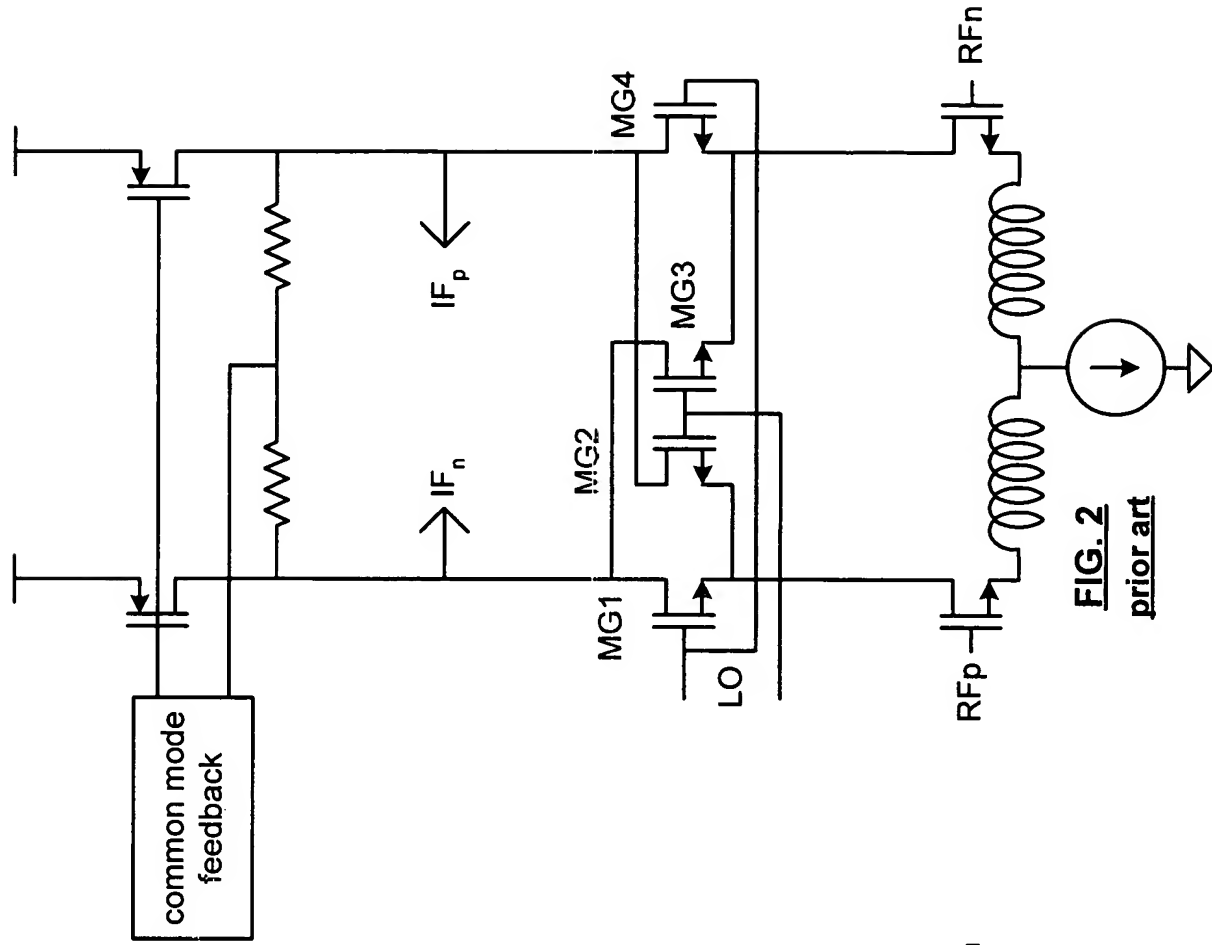 common mode
feedback
IFn
IFp
MG1
MG2
MG3
MG4
LO
RFp
RFn
FIG. 2
prior art